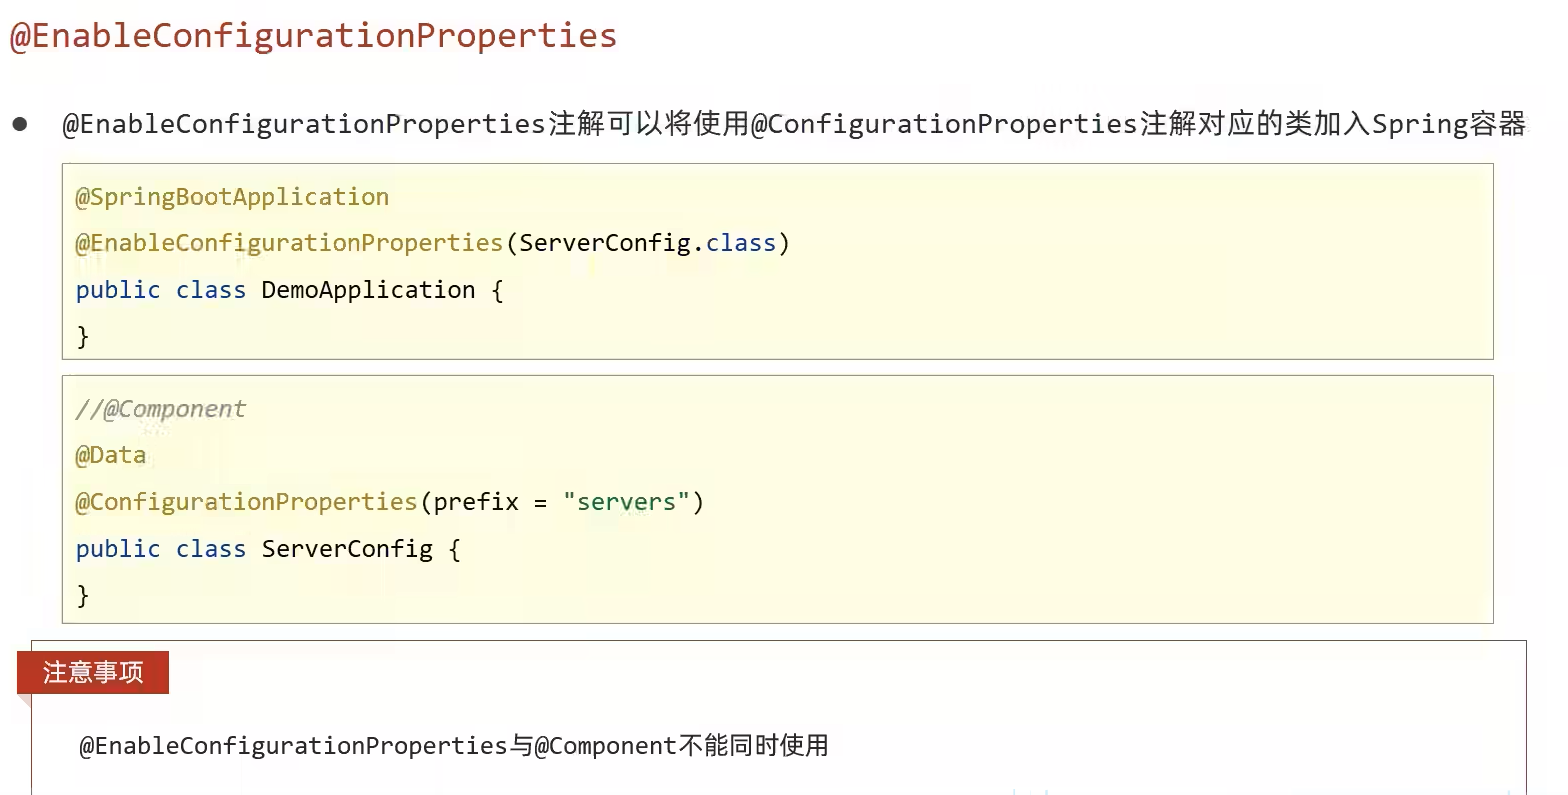 @EnableConfigurationProperties
● @EnableConfigurationProperties注解可以将使用@ConfigurationProperties注解对应的类加入Spring容器
@SpringBootApplication
@EnableConfigurationProperties(ServerConfig.class)
public class DemoApplication {
}
//@Component
@Data
@ConfigurationProperties(prefix = "servers")
public class ServerConfig {
}
注意事项
@EnableConfigurationProperties与@Component不能同时使用